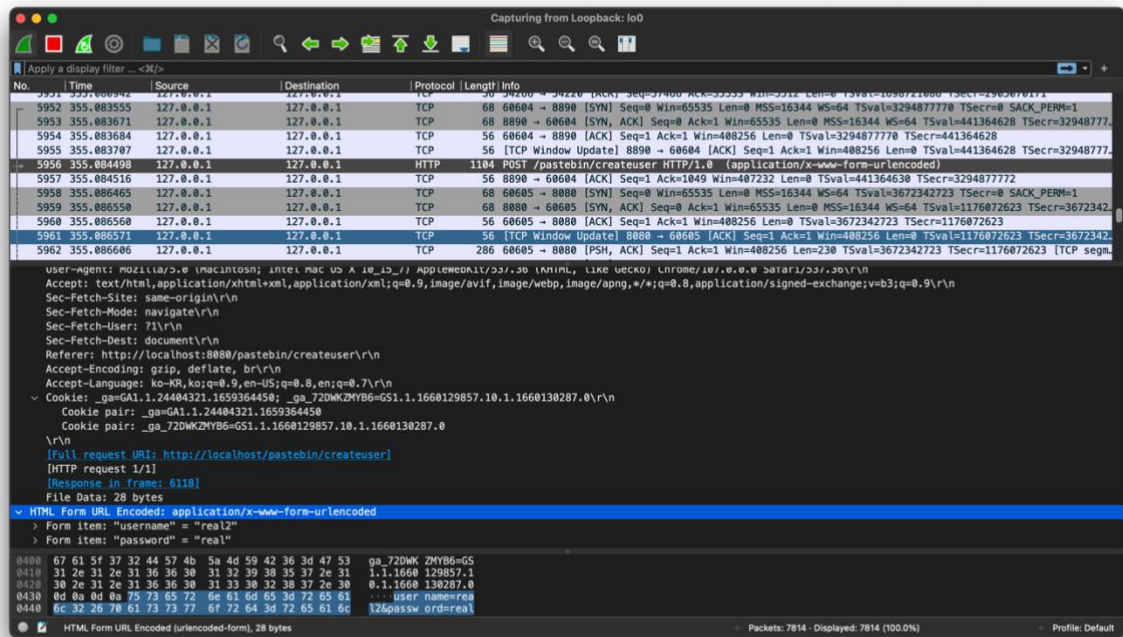 Capturing from Loopback: lo0
Apply a display filter ... <⌘/>
No. Time Source Destination Protocol Length Info
5952 355.083555 127.0.0.1 127.0.0.1 TCP 68 60604 → 8890 [SYN] Seq=0 Win=65535 Len=0 MSS=16344 WS=64 TSval=3294877770 TSecr=0 SACK_PERM=1
5953 355.083671 127.0.0.1 127.0.0.1 TCP 68 8890 → 60604 [SYN, ACK] Seq=0 Ack=1 Win=65535 Len=0 MSS=16344 WS=64 TSval=441364628 TSecr=32948777…
5954 355.083684 127.0.0.1 127.0.0.1 TCP 56 60604 → 8890 [ACK] Seq=1 Ack=1 Win=408256 Len=0 TSval=3294877770 TSecr=441364628
5955 355.083707 127.0.0.1 127.0.0.1 TCP 56 [TCP Window Update] 8890 → 60604 [ACK] Seq=1 Ack=1 Win=408256 Len=0 TSval=441364628 TSecr=32948777…
5956 355.084498 127.0.0.1 127.0.0.1 HTTP 1104 POST /pastebin/createuser HTTP/1.0 (application/x-www-form-urlencoded)
5957 355.084516 127.0.0.1 127.0.0.1 TCP 56 8890 → 60604 [ACK] Seq=1 Ack=1049 Win=407232 Len=0 TSval=441364630 TSecr=3294877772
5958 355.086465 127.0.0.1 127.0.0.1 TCP 68 60605 → 8080 [SYN] Seq=0 Win=65535 Len=0 MSS=16344 WS=64 TSval=3672342723 TSecr=0 SACK_PERM=1
5959 355.086550 127.0.0.1 127.0.0.1 TCP 68 8080 → 60605 [SYN, ACK] Seq=0 Ack=1 Win=65535 Len=0 MSS=16344 WS=64 TSval=1176072623 TSecr=3672342…
5960 355.086560 127.0.0.1 127.0.0.1 TCP 56 60605 → 8080 [ACK] Seq=1 Ack=1 Win=408256 Len=0 TSval=3672342723 TSecr=1176072623
5961 355.086571 127.0.0.1 127.0.0.1 TCP 56 [TCP Window Update] 8080 → 60605 [ACK] Seq=1 Ack=1 Win=408256 Len=0 TSval=1176072623 TSecr=3672342…
5962 355.086606 127.0.0.1 127.0.0.1 TCP 286 60605 → 8080 [PSH, ACK] Seq=1 Ack=1 Win=408256 Len=230 TSval=3672342723 TSecr=1176072623 [TCP segm…
User-Agent: Mozilla/5.0 (Macintosh; Intel Mac OS X 10_15_7) AppleWebKit/537.36 (KHTML, like Gecko) Chrome/107.0.0.0 Safari/537.36\r\n
Accept: text/html,application/xhtml+xml,application/xml;q=0.9,image/avif,image/webp,image/apng,*/*;q=0.8,application/signed-exchange;v=b3;q=0.9\r\n
Sec-Fetch-Site: same-origin\r\n
Sec-Fetch-Mode: navigate\r\n
Sec-Fetch-User: ?1\r\n
Sec-Fetch-Dest: document\r\n
Referer: http://localhost:8080/pastebin/createuser\r\n
Accept-Encoding: gzip, deflate, br\r\n
Accept-Language: ko-KR,ko;q=0.9,en-US;q=0.8,en;q=0.7\r\n
Cookie: _ga=GA1.1.24404321.1659364450; _ga_72DWKZMYB6=GS1.1.1660129857.10.1.1660130287.0\r\n
Cookie pair: _ga=GA1.1.24404321.1659364450
Cookie pair: _ga_72DWKZMYB6=GS1.1.1660129857.10.1.1660130287.0
\r\n
[Full request URI: http://localhost/pastebin/createuser]
[HTTP request 1/1]
[Response in frame: 6118]
File Data: 28 bytes
HTML Form URL Encoded: application/x-www-form-urlencoded
Form item: "username" = "real2"
Form item: "password" = "real"
0400 67 61 5f 37 32 44 57 4b 5a 4d 59 42 36 3d 47 53 ga_72DWK ZMYB6=GS
0410 31 2e 31 2e 31 36 36 30 31 32 39 38 35 37 2e 31 1.1.1660 129857.1
0420 30 2e 31 2e 31 36 36 30 31 33 30 32 38 37 2e 30 0.1.1660 130287.0
0430 0d 0a 0d 0a 75 73 65 72 6e 61 6d 65 3d 72 65 61 ····user name=rea
0440 6c 32 26 70 61 73 73 77 6f 72 64 3d 72 65 61 6c l2&passw ord=real
HTML Form URL Encoded (urlencoded-form), 28 bytes
Packets: 7814 · Displayed: 7814 (100.0%)
Profile: Default